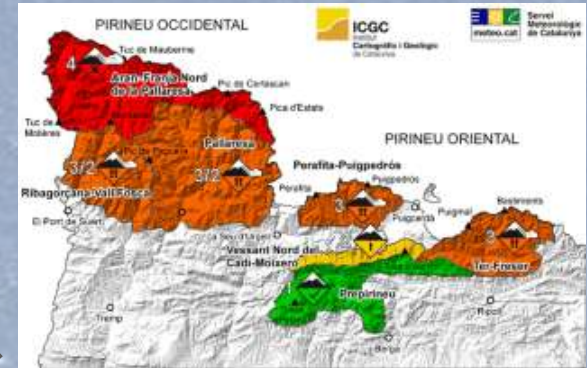 PIRINEU OCCIDENTAL
ICGC
Institut
Cartogràfic i Geològic
de Catalunya
meteo.cat
Servei
Meteorològic
de Catalunya
Tuc de Mauberme
4
Aran-Franja Nord
de la Pallaresa
Pic de Certascan
Pica d'Estats
Tuc de
Molières
Pallaresa
PIRINEU ORIENTAL
3/2
3/2
Perafita-Puigpedrós
Ribagorçana-Vall Fosca
Perafita
Puigpedrós
3
El Pont de Suert
Puigcerdà
Puigmal
Bastiments
La Seu d'Urgell
Vessant Nord del
Cadí-Moixeró
Ter-Freser
Prepirineu
Tremp
Ripoll
Berga